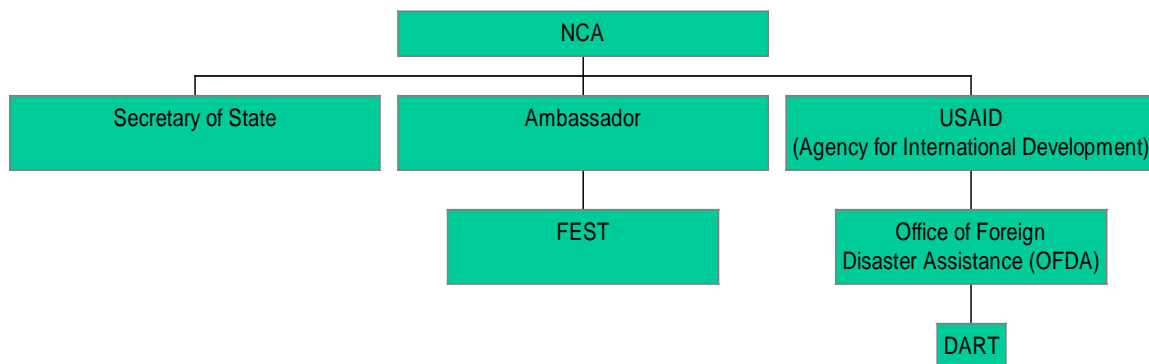 NCA
Secretary of State
Ambassador
USAID
(Agency for International Development)
FEST
Office of Foreign
Disaster Assistance (OFDA)
DART